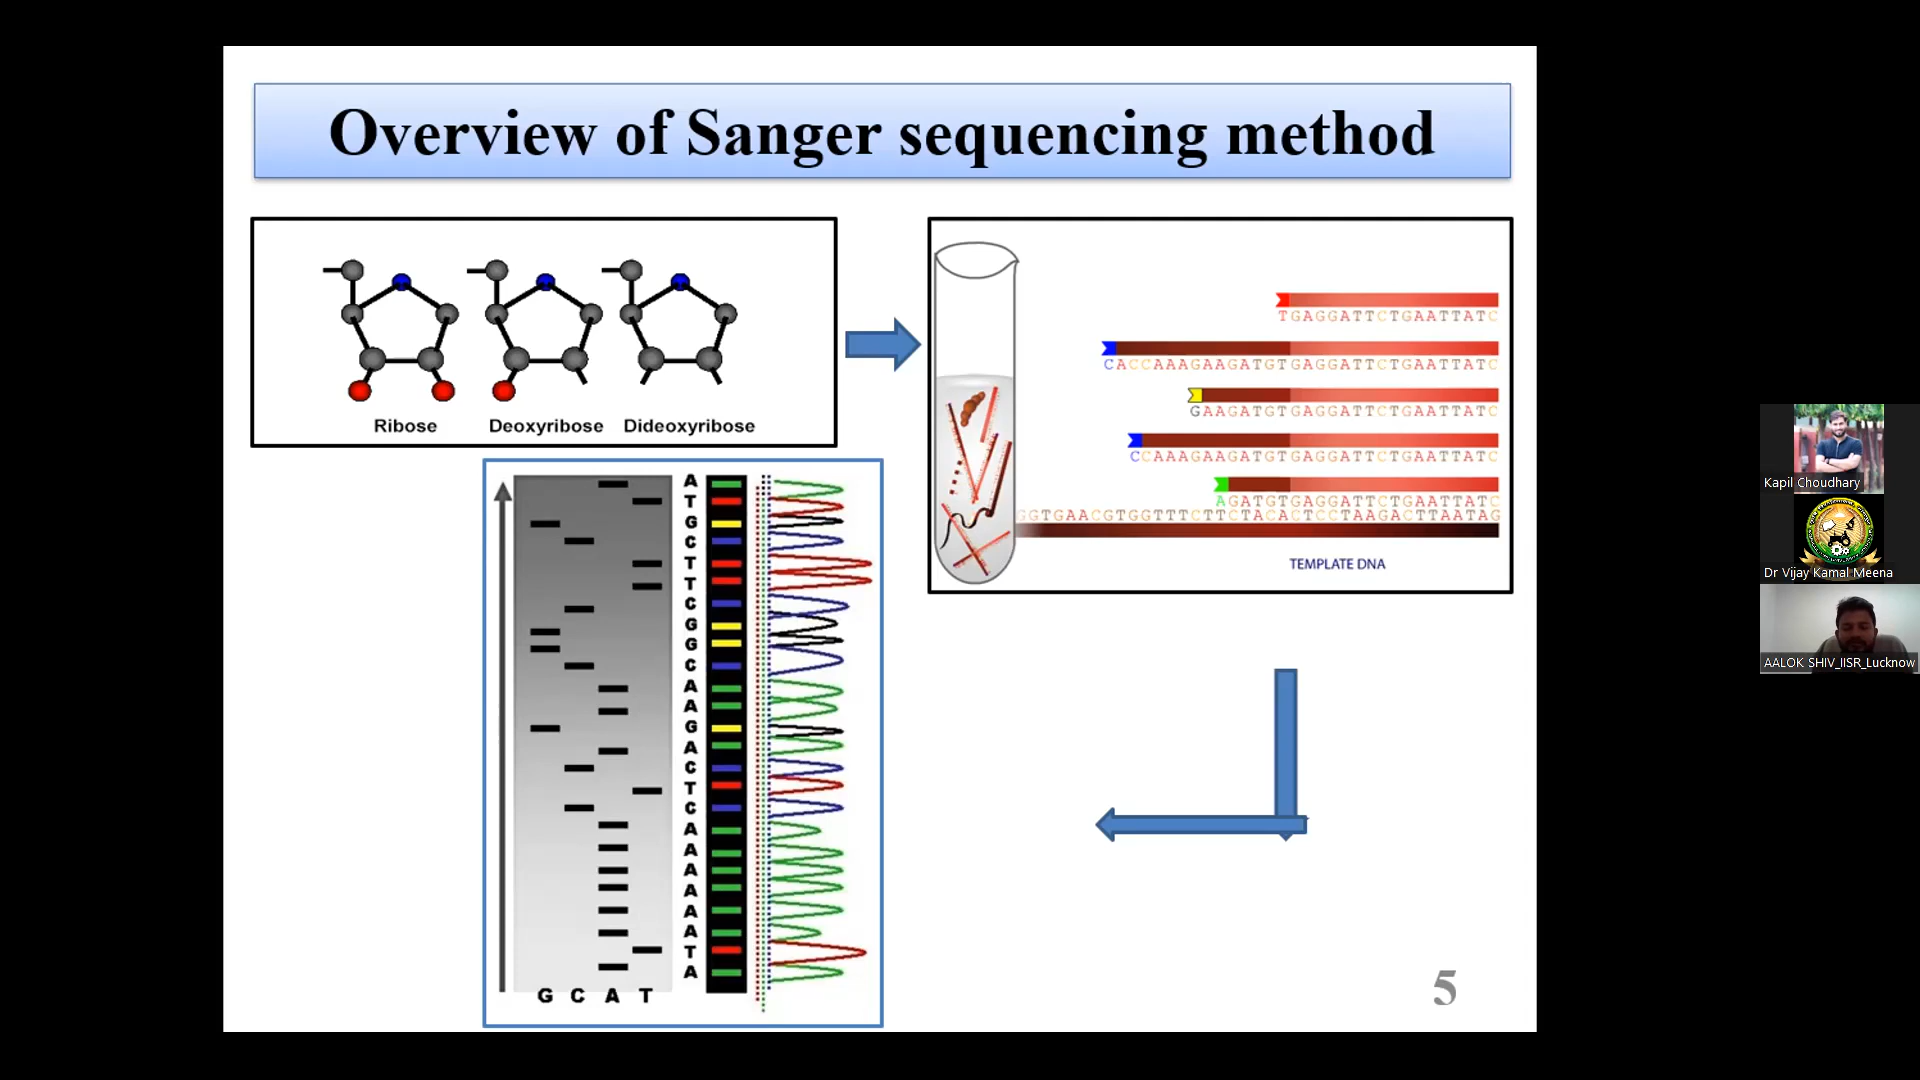 Overview of Sanger sequencing method
Ribose Deoxyribose Dideoxyribose
TGAGGATTCTGAATTATC
CACCAAAGAAGATGTGAGGATTCTGAATTATC
GAAGATGTGAGGATTCTGAATTATC
CCAAAGAAGATGTGAGGATTCTGAATTATC
AGATGTGAGGATTCTGAATTATC
GGTGAACGTGGTTTCTTCTACACTCCTAAGACTTAATAG
TEMPLATE DNA
A
T
G
C
T
T
C
G
G
C
A
A
G
A
C
T
C
A
A
A
A
A
A
T
A
G C A T
5
Kapil Choudhary
Dr Vijay Kamal Meena
AALOK SHIV_IISR_Lucknow